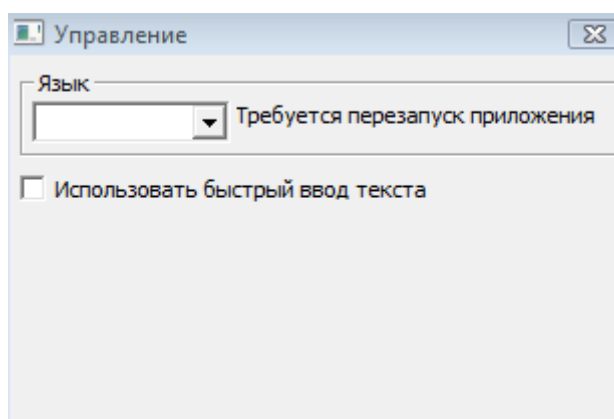 Управление
Язык
Требуется перезапуск приложения
Использовать быстрый ввод текста